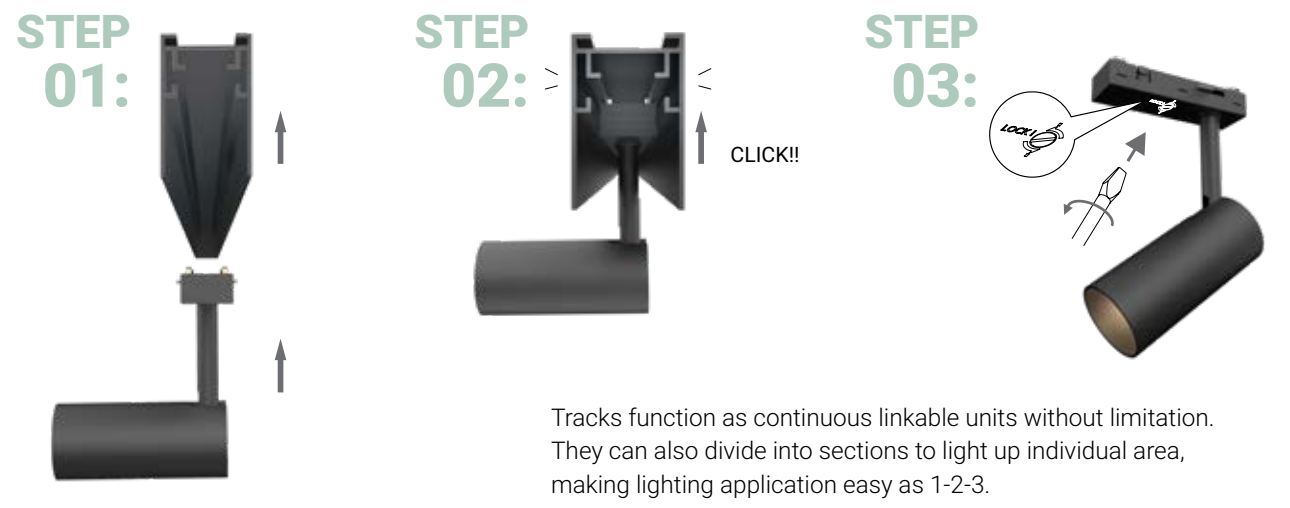 STEP
01:
STEP
02:
CLICK!!
STEP
03:
LOCK!
Tracks function as continuous linkable units without limitation.
They can also divide into sections to light up individual area,
making lighting application easy as 1-2-3.